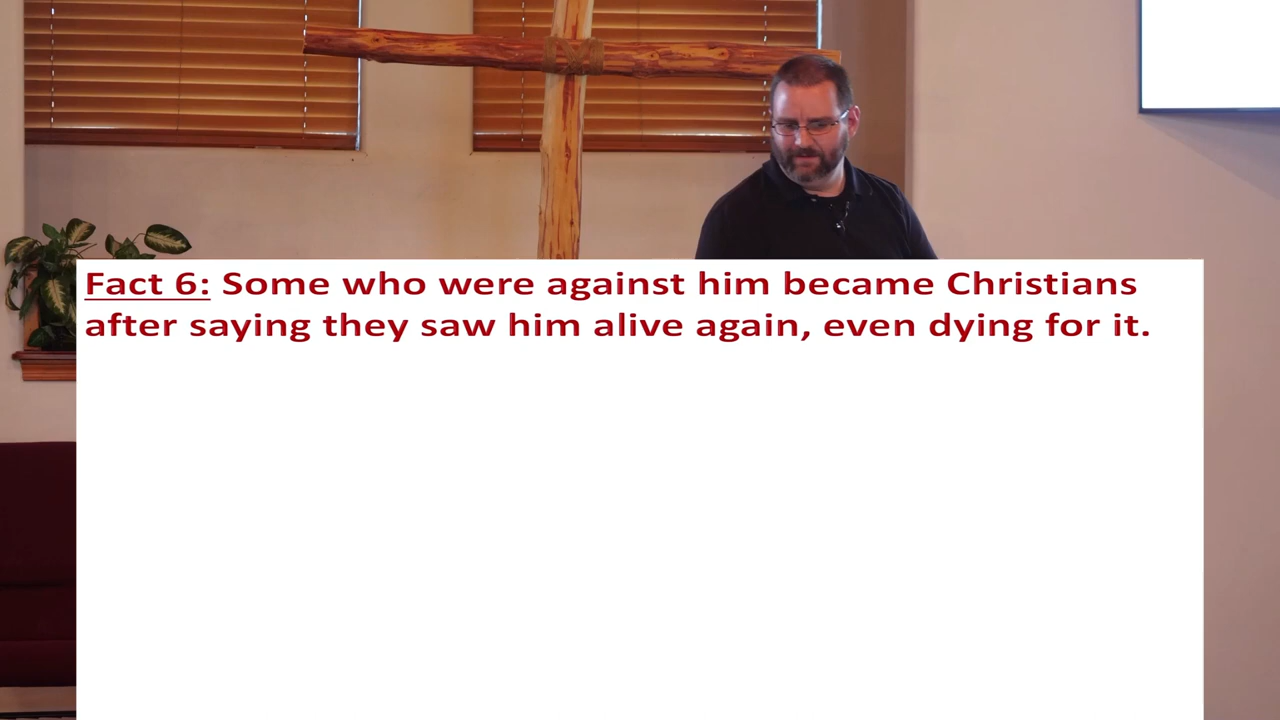 Fact 6: Some who were against him became Christians
after saying they saw him alive again, even dying for it.